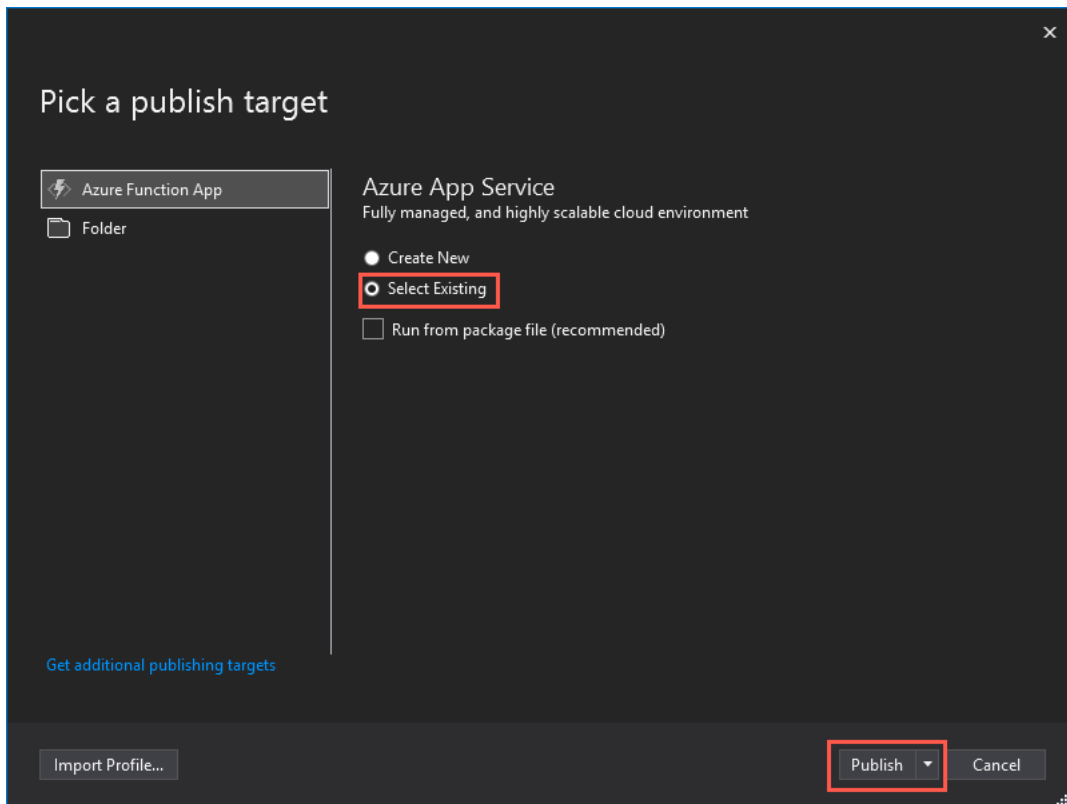 Pick a publish target
Azure Function App
Folder
Get additional publishing targets
Azure App Service
Fully managed, and highly scalable cloud environment
Create New
Select Existing
Run from package file (recommended)
Import Profile...
Publish
Cancel